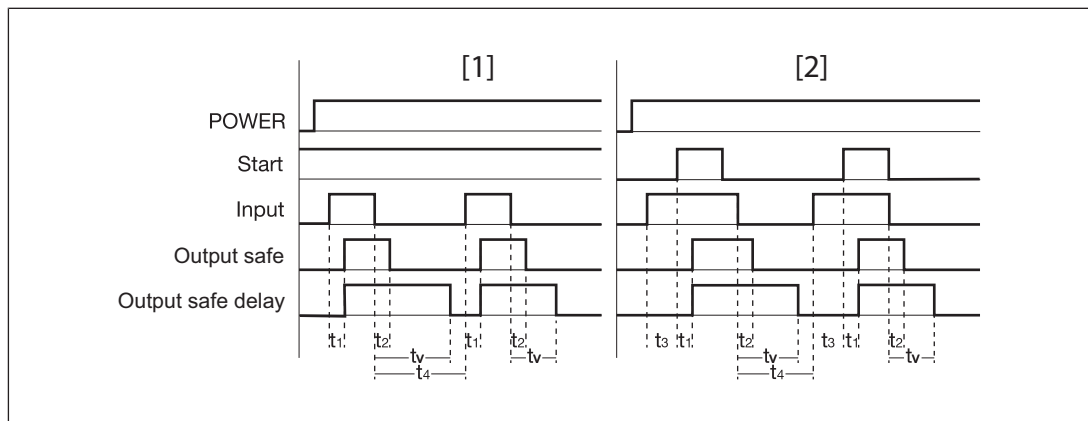 [1] [2]
POWER
Start
Input
Output safe
Output safe delay
t1 t2 t1 t2 t3 t1 t2 t3 t1 t2
tv tv tv tv
t4 t4